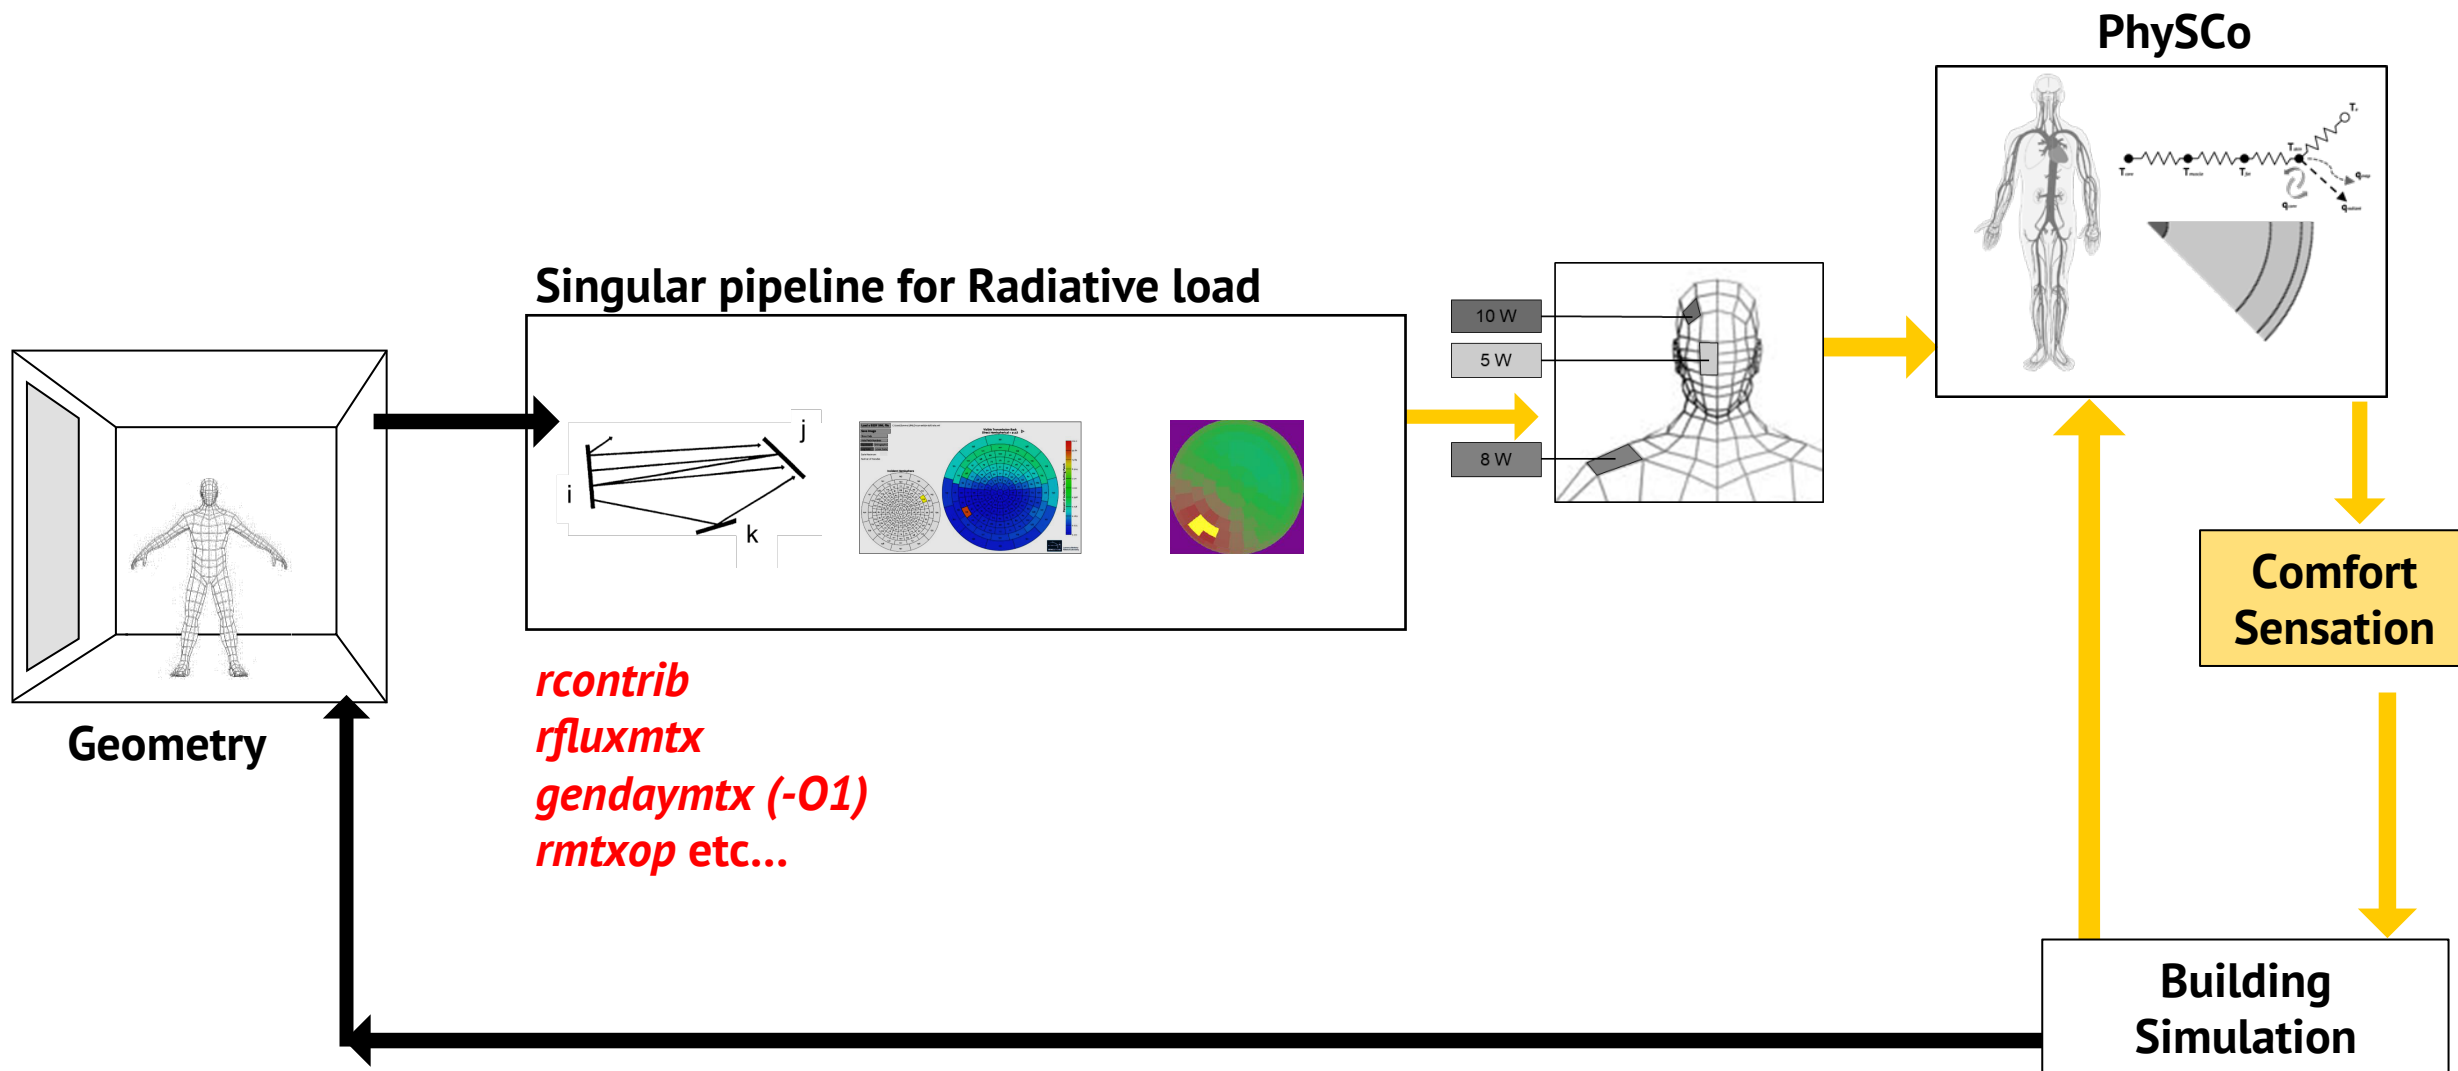 PhySCo
Singular pipeline for Radiative load
10 W
5 W
8 W
i
j
k
Geometry
rcontrib
rfluxmtx
gendaymtx (-O1)
rmtxop etc...
Comfort
Sensation
Building
Simulation